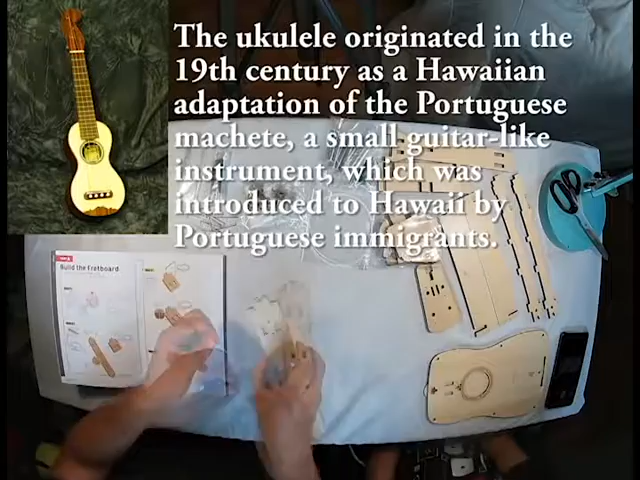 The ukulele originated in the
19th century as a Hawaiian
adaptation of the Portuguese
machete, a small guitar-like
instrument, which was
introduced to Hawaii by
Portuguese immigrants.
Build the Fretboard